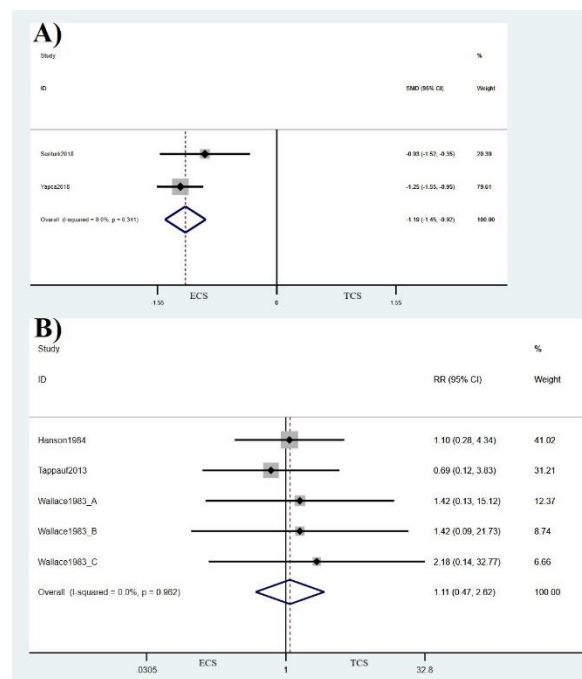 A)
Study %
ID SMD (95% CI) Weight
Senturk2018 -0.93 (-1.52, -0.35) 20.39
Yapca2018 -1.25 (-1.55, -0.95) 79.61
Overall (I-squared = 0.0%, p = 0.341) -1.18 (-1.45, -0.92) 100.00
-1.55 ECS 0 TCS 1.55
B)
Study %
ID RR (95% CI) Weight
Hanson1984 1.10 (0.28, 4.34) 41.02
Tappauf2013 0.69 (0.12, 3.83) 31.21
Wallace1983_A 1.42 (0.13, 15.12) 12.37
Wallace1983_B 1.42 (0.09, 21.73) 8.74
Wallace1983_C 2.18 (0.14, 32.77) 6.66
Overall (I-squared = 0.0%, p = 0.962) 1.11 (0.47, 2.62) 100.00
.0305 ECS 1 TCS 32.8